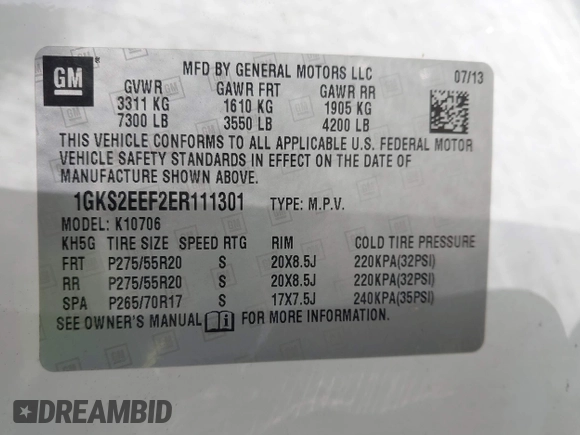 GM
MFD BY GENERAL MOTORS LLC 07/13
GVWR GAWR FRT GAWR RR
3311 KG 1610 KG 1905 KG
7300 LB 3550 LB 4200 LB
THIS VEHICLE CONFORMS TO ALL APPLICABLE U.S. FEDERAL MOTOR
VEHICLE SAFETY STANDARDS IN EFFECT ON THE DATE OF
MANUFACTURE SHOWN ABOVE.
1GKS2EEF2ER111301 TYPE: M.P.V.
MODEL: K10706
KH5G TIRE SIZE SPEED RTG RIM COLD TIRE PRESSURE
FRT P275/55R20 S 20X8.5J 220KPA(32PSI)
RR P275/55R20 S 20X8.5J 220KPA(32PSI)
SPA P265/70R17 S 17X7.5J 240KPA(35PSI)
SEE OWNER'S MANUAL FOR MORE INFORMATION.
DREAMBID